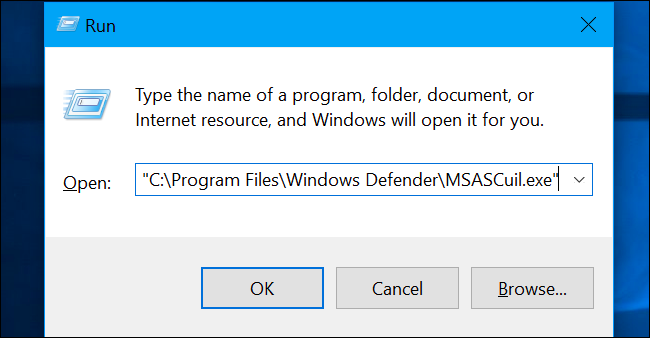 Run
Type the name of a program, folder, document, or
Internet resource, and Windows will open it for you.
Open: "C:\Program Files\Windows Defender\MSASCuil.exe"
OK Cancel Browse...